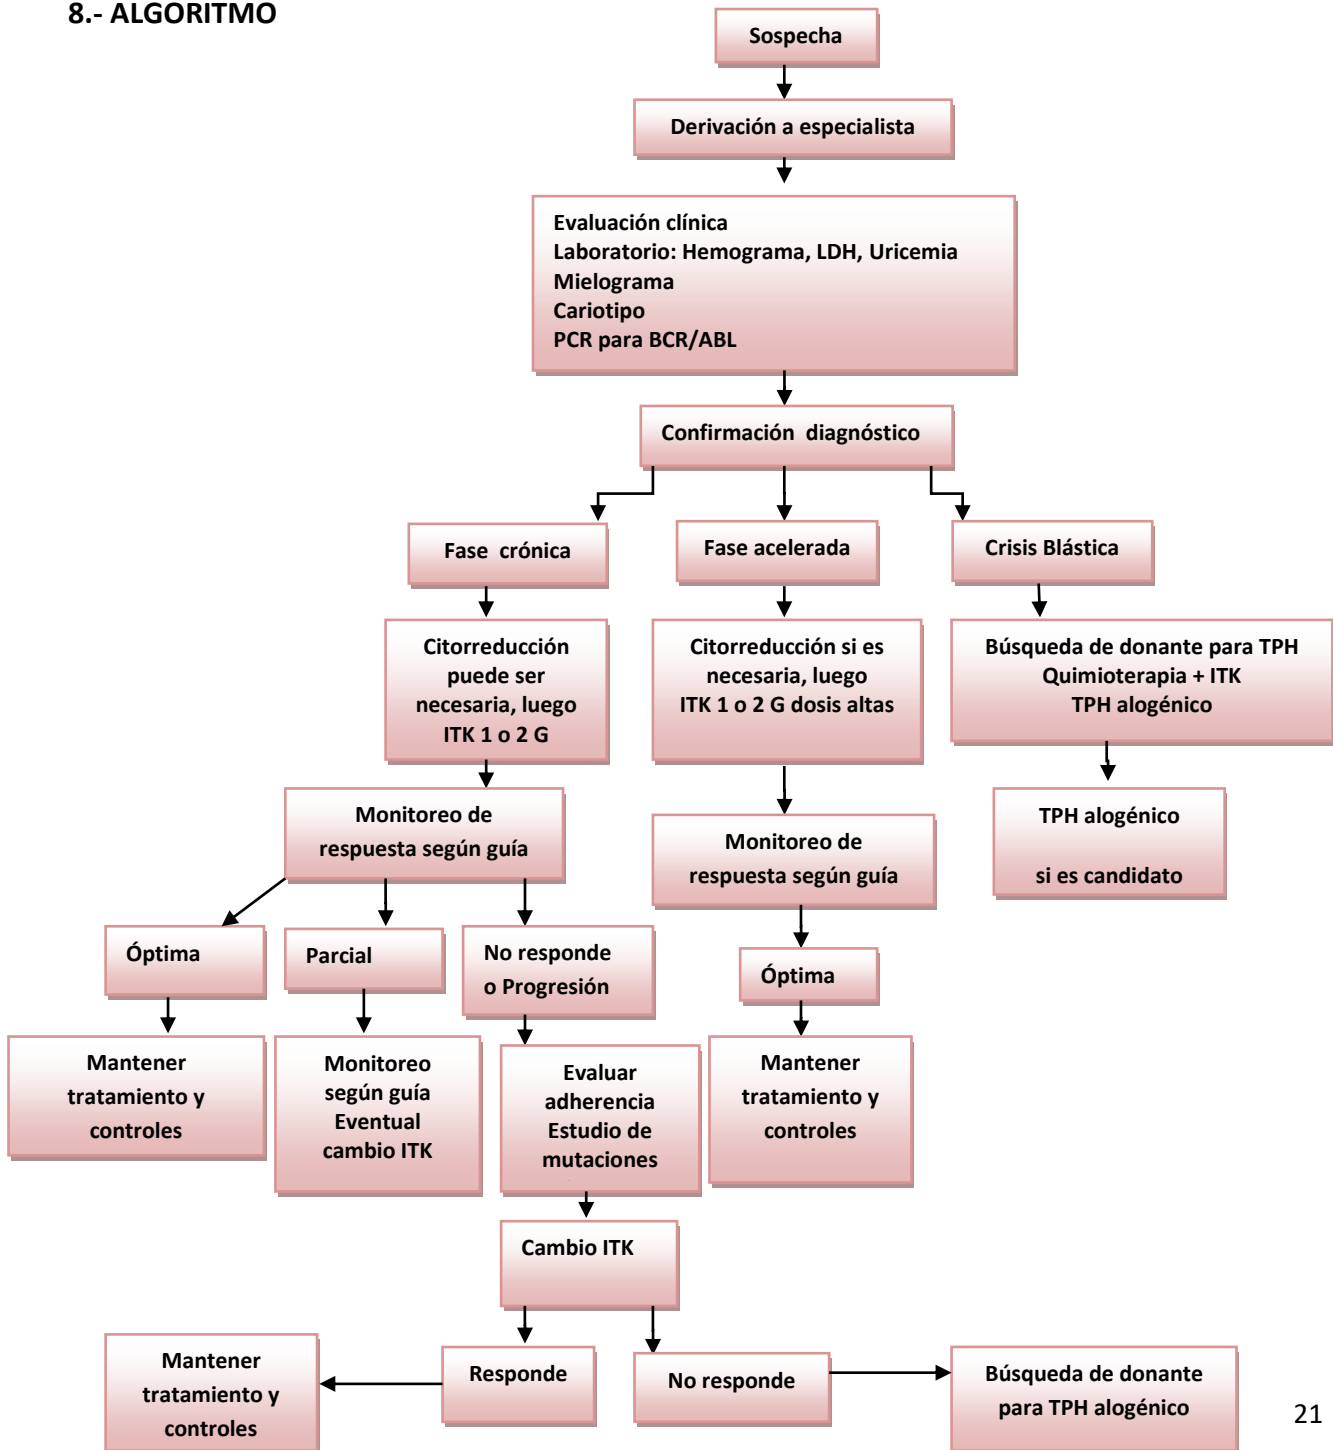 8.- ALGORITMO
Sospecha
Derivación a especialista
Evaluación clínica
Laboratorio: Hemograma, LDH, Uricemia
Mielograma
Cariotipo
PCR para BCR/ABL
Confirmación diagnóstico
Fase crónica
Fase acelerada
Crisis Blástica
Citorreducción
puede ser
necesaria, luego
ITK 1 o 2 G
Citorreducción si es
necesaria, luego
ITK 1 o 2 G dosis altas
Búsqueda de donante para TPH
Quimioterapia + ITK
TPH alogénico
Monitoreo de
respuesta según guía
Monitoreo de
respuesta según guía
TPH alogénico
si es candidato
Óptima
Parcial
No responde
o Progresión
Óptima
Mantener
tratamiento y
controles
Monitoreo
según guía
Eventual
cambio ITK
Evaluar
adherencia
Estudio de
mutaciones
Mantener
tratamiento y
controles
Cambio ITK
Mantener
tratamiento y
controles
Responde
No responde
Búsqueda de donante
para TPH alogénico
21